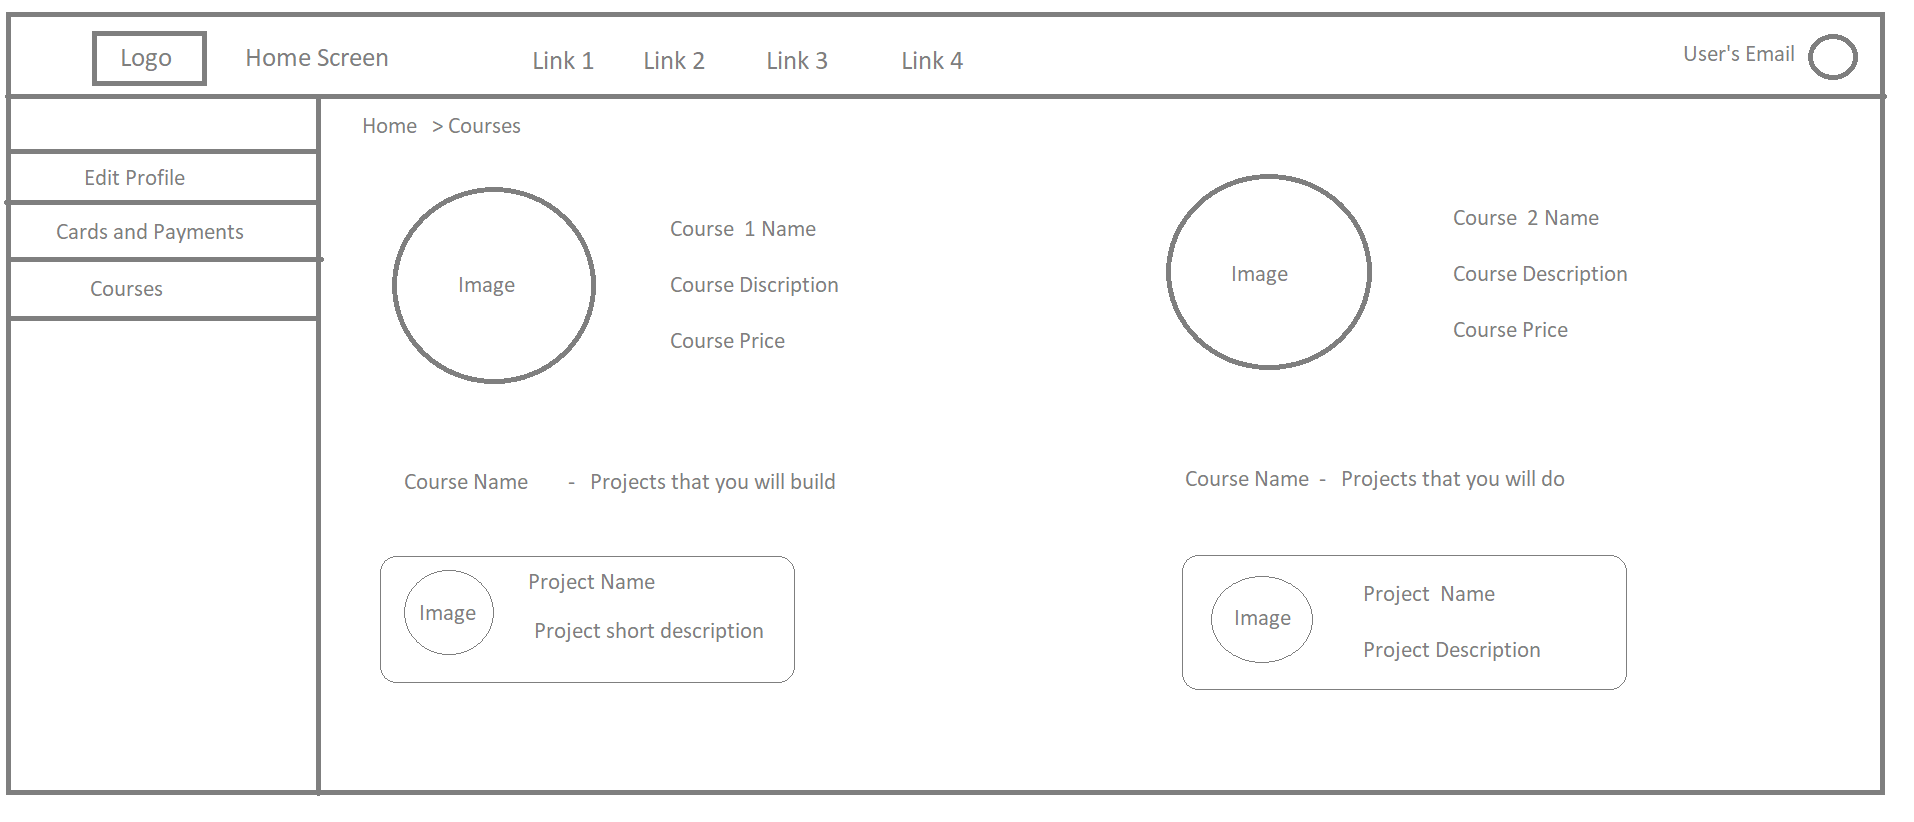 Logo
Home Screen
Link 1
Link 2
Link 3
Link 4
User's Email
Edit Profile
Cards and Payments
Courses
Home > Courses
Image
Course 1 Name
Course Discription
Course Price
Image
Course 2 Name
Course Description
Course Price
Course Name - Projects that you will build
Image
Project Name
Project short description
Course Name - Projects that you will do
Image
Project Name
Project Description